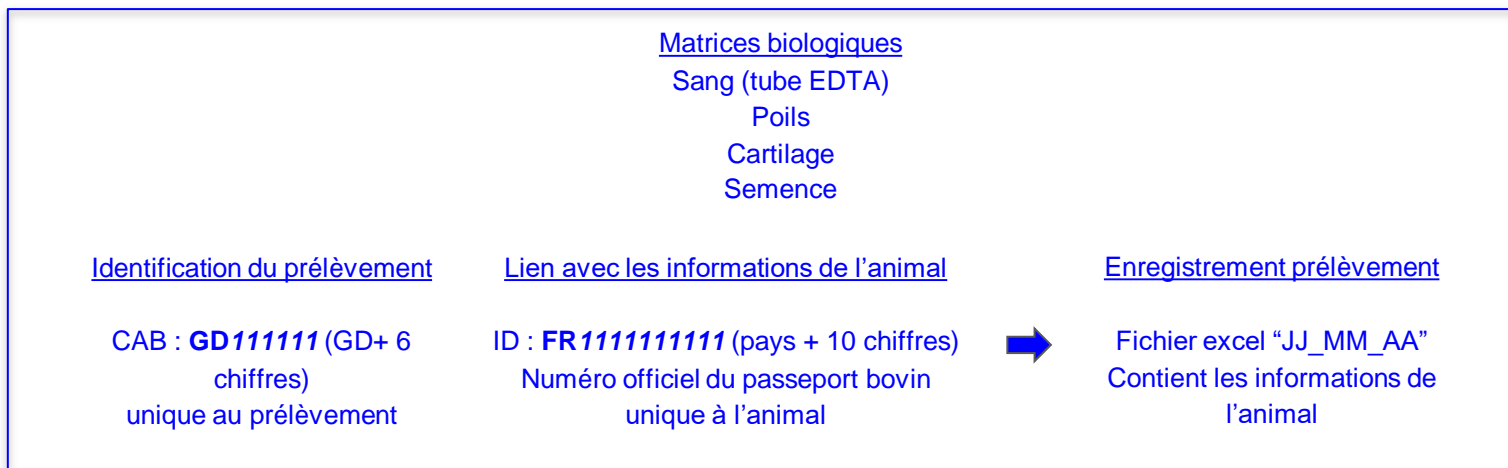 Matrices biologiques
Sang (tube EDTA)
Poils
Cartilage
Semence
Identification du prélèvement
CAB : GD111111 (GD+ 6
chiffres)
unique au prélèvement
Lien avec les informations de l’animal
ID : FR1111111111 (pays + 10 chiffres)
Numéro officiel du passeport bovin
unique à l’animal
Enregistrement prélèvement
Fichier excel “JJ_MM_AA”
Contient les informations de
l’animal